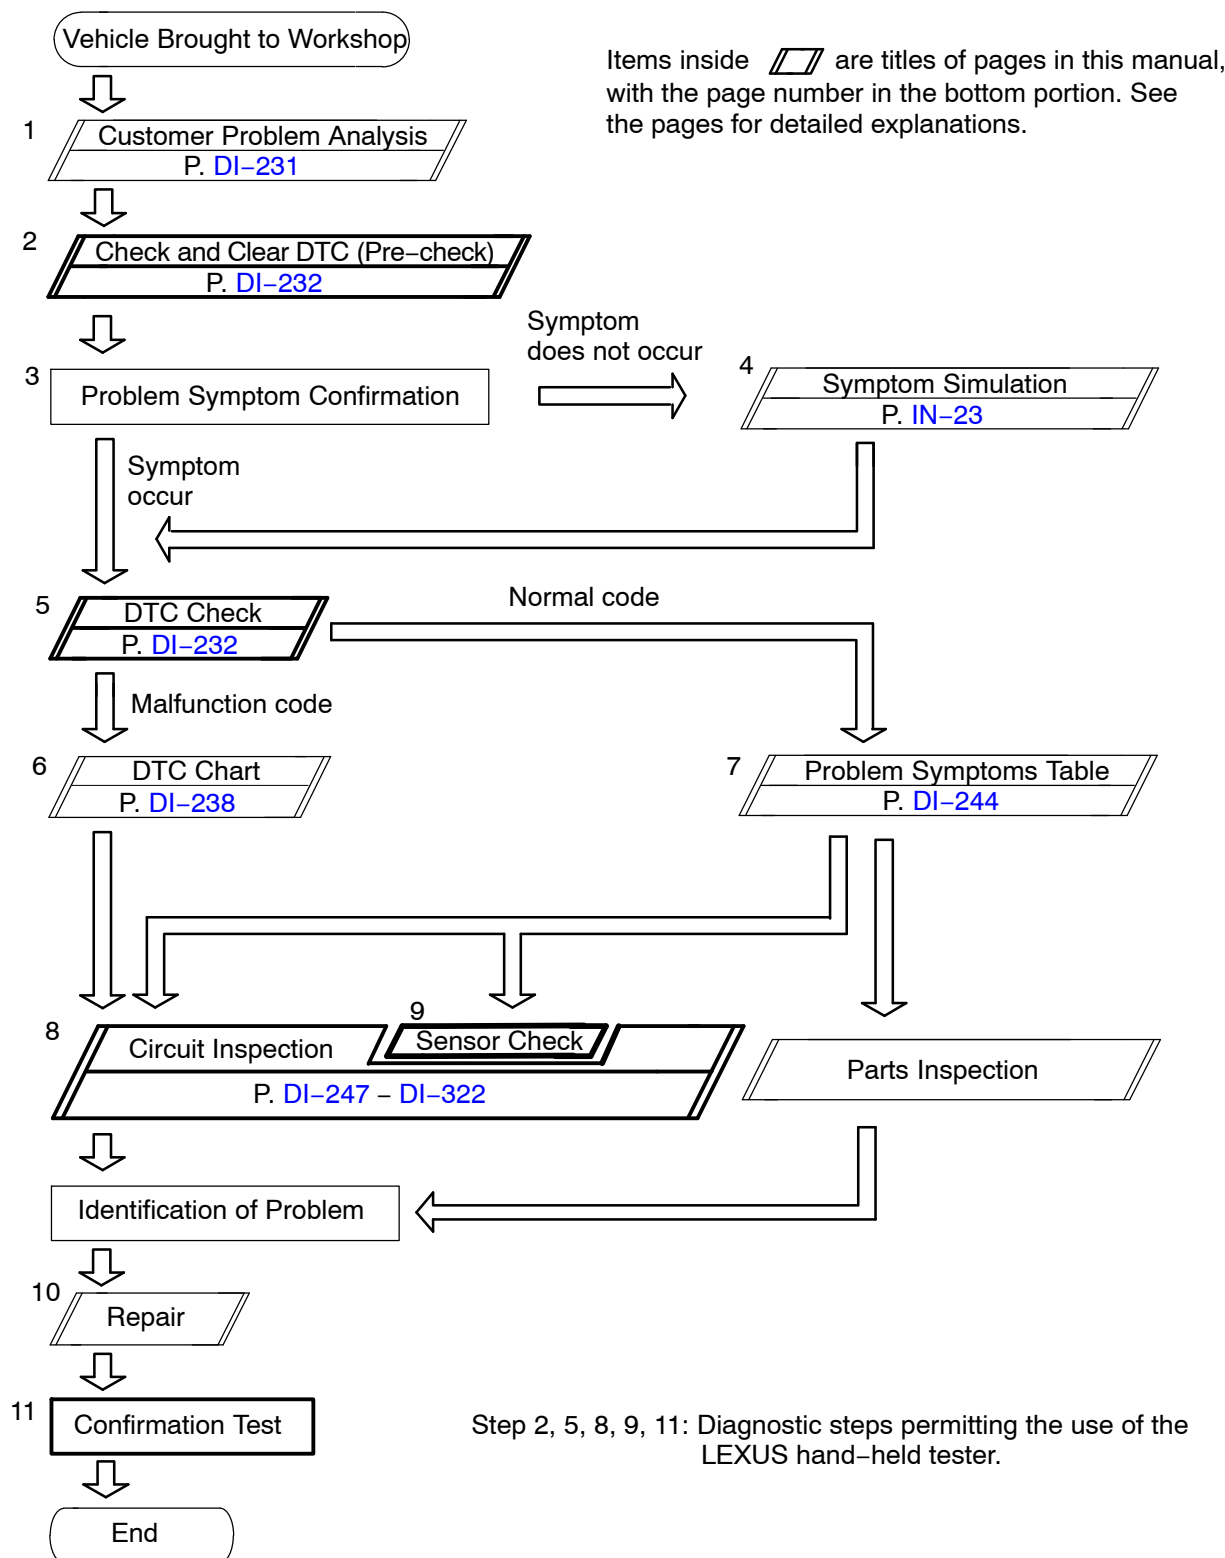 Vehicle Brought to Workshop
Items inside are titles of pages in this manual,
with the page number in the bottom portion. See
the pages for detailed explanations.
1
Customer Problem Analysis
P. DI−231
2
Check and Clear DTC (Pre−check)
P. DI−232
Symptom
does not occur
3
Problem Symptom Confirmation
4
Symptom Simulation
P. IN−23
Symptom
occur
5
DTC Check
P. DI−232
Normal code
Malfunction code
6
DTC Chart
P. DI−238
7
Problem Symptoms Table
P. DI−244
8
Circuit Inspection
9
Sensor Check
P. DI−247 − DI−322
Parts Inspection
Identification of Problem
10
Repair
11
Confirmation Test
Step 2, 5, 8, 9, 11: Diagnostic steps permitting the use of the
LEXUS hand−held tester.
End